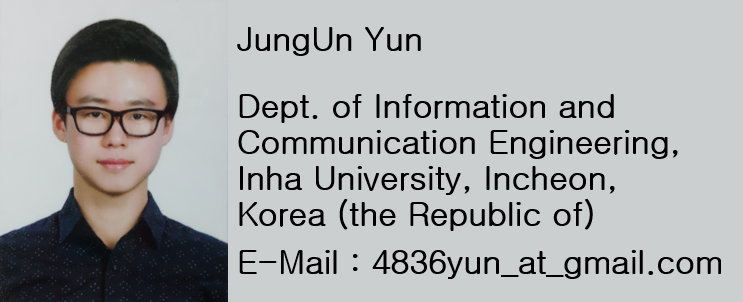 JungUn Yun
Dept. of Information and
Communication Engineering,
Inha University, Incheon,
Korea (the Republic of)
E-Mail : 4836yun_at_gmail.com